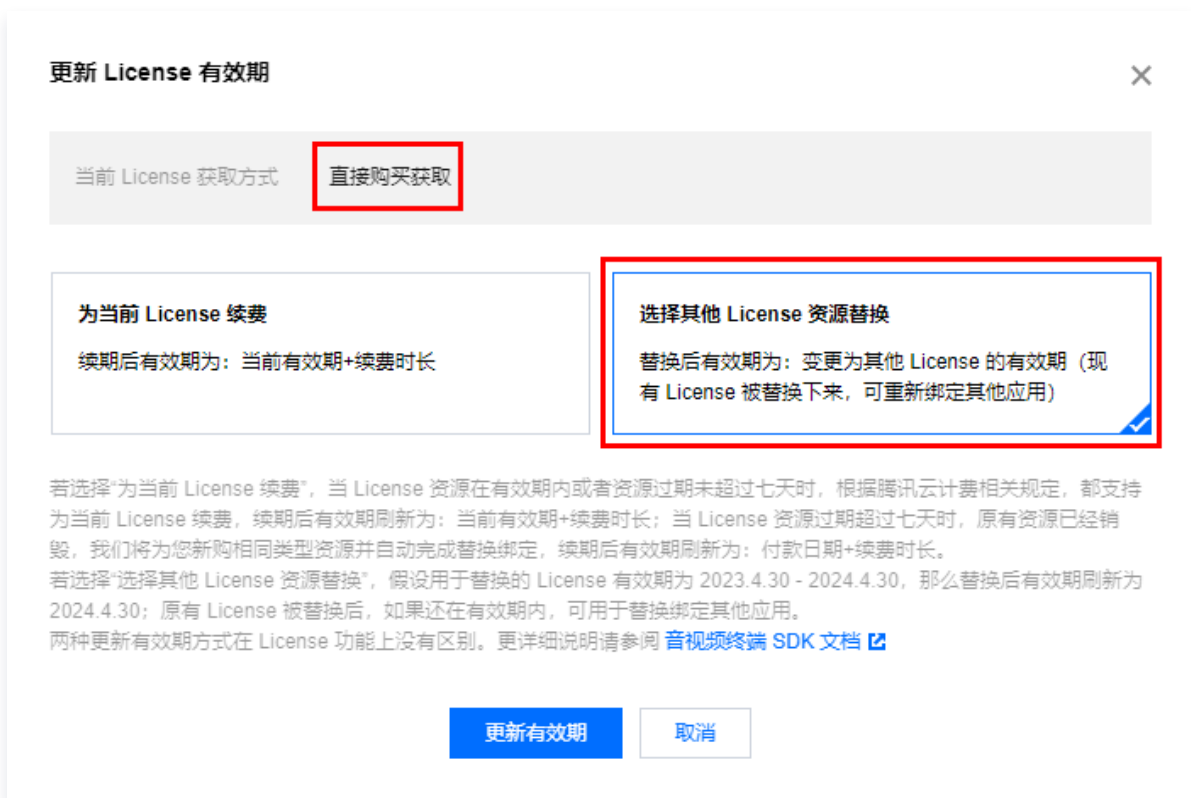 更新 License 有效期
当前 License 获取方式 直接购买获取
为当前 License 续费
续期后有效期为：当前有效期+续费时长
选择其他 License 资源替换
替换后有效期为：变更为其他 License 的有效期（现
有 License 被替换下来，可重新绑定其他应用）
若选择“为当前 License 续费”，当 License 资源在有效期内或者资源过期未超过七天时，根据腾讯云计费相关规定，都支持
为当前 License 续费，续期后有效期刷新为：当前有效期+续费时长；当 License 资源过期超过七天时，原有资源已经销
毁，我们将为您新购相同类型资源并自动完成替换绑定，续期后有效期刷新为：付款日期+续费时长。
若选择“选择其他 License 资源替换”，假设用于替换的 License 有效期为 2023.4.30 - 2024.4.30，那么替换后有效期刷新为
2024.4.30；原有 License 被替换后，如果还在有效期内，可用于替换绑定其他应用。
两种更新有效期方式在 License 功能上没有区别。更详细说明请参阅 音视频终端 SDK 文档
更新有效期 取消